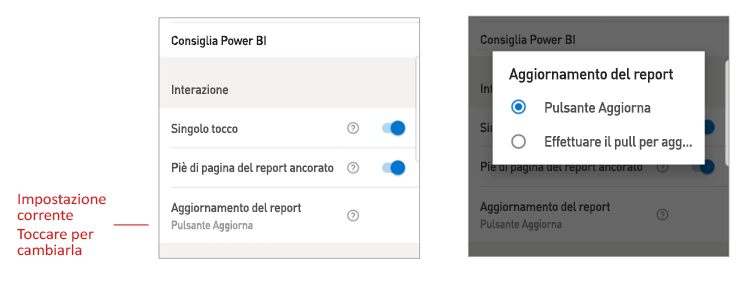 Consiglia Power BI
Interazione
Singolo tocco
Piè di pagina del report ancorato
Aggiornamento del report
Pulsante Aggiorna
Impostazione
corrente
Toccare per
cambiarla
Consiglia Power BI
Aggiornamento del report
Pulsante Aggiorna
Effettuare il pull per agg...
Int
Sin
Piè di pagina del report ancorato
Aggiornamento del report
Pulsante Aggiorna